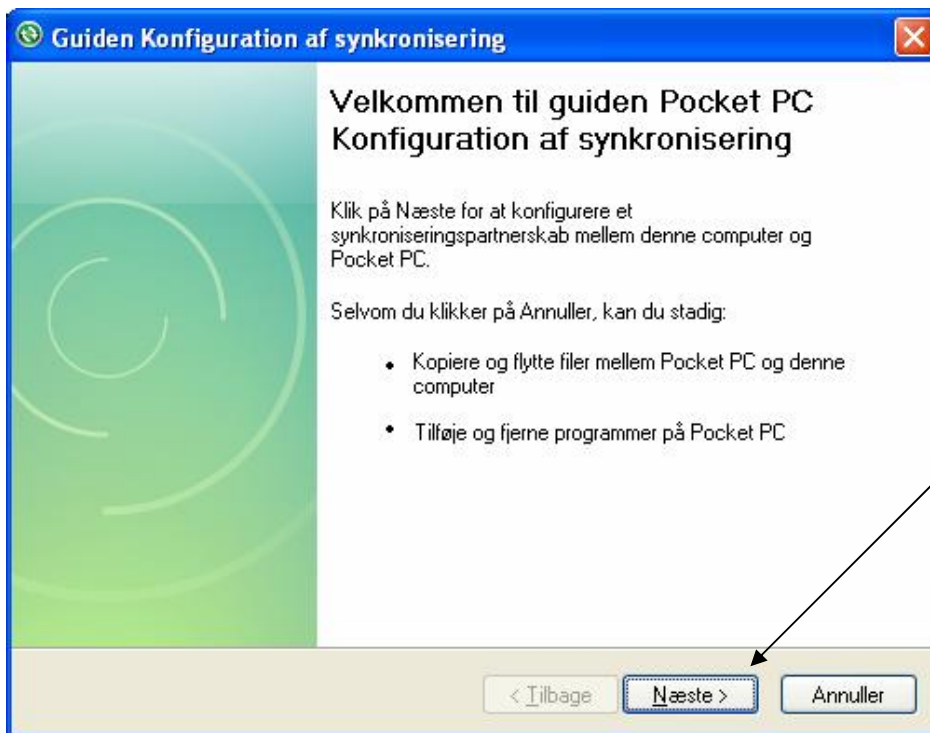 Guiden Konfiguration af synkronisering
Velkommen til guiden Pocket PC
Konfiguration af synkronisering
Klik på Næste for at konfigurere et
synkroniseringspartnerskab mellem denne computer og
Pocket PC.
Selvom du klikker på Annuller, kan du stadig:
• Kopiere og flytte filer mellem Pocket PC og denne
computer
• Tilføje og fjerne programmer på Pocket PC
< Tilbage
Næste >
Annuller